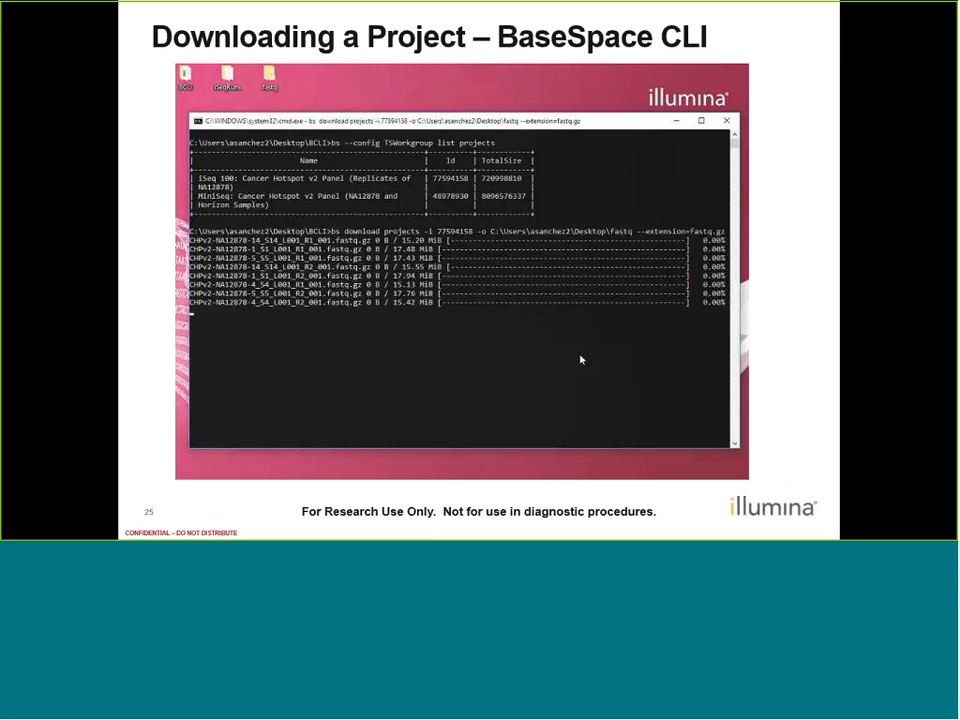 Downloading a Project – BaseSpace CLI
BCLI iSeqRuns fastq
illumina®
C:\WINDOWS\system32\cmd.exe - bs download projects -i 77594158 -o C:\Users\asanchez2\Desktop\fastq --extension=fastq.gz
C:\Users\asanchez2\Desktop\BCLI>bs --config TSWorkgroup list projects
+--------------------------------------------+----------+------------+
| Name | Id | TotalSize |
+--------------------------------------------+----------+------------+
| iSeq 100: Cancer Hotspot v2 Panel (Replicates of | 77594158 | 720998810 |
| NA12878) | | |
| MiniSeq: Cancer Hotspot v2 Panel (NA12878 and | 48978930 | 8096576337 |
| Horizon Samples) | | |
+--------------------------------------------+----------+------------+
C:\Users\asanchez2\Desktop\BCLI>bs download projects -i 77594158 -o C:\Users\asanchez2\Desktop\fastq --extension=fastq.gz
CHPv2-NA12878-14_S14_L001_R1_001.fastq.gz 0 B / 15.20 MiB [----------] 0.00%
CHPv2-NA12878-1_S1_L001_R1_001.fastq.gz 0 B / 17.48 MiB [----------] 0.00%
CHPv2-NA12878-5_S5_L001_R1_001.fastq.gz 0 B / 17.43 MiB [----------] 0.00%
CHPv2-NA12878-14_S14_L001_R2_001.fastq.gz 0 B / 15.55 MiB [----------] 0.00%
CHPv2-NA12878-1_S1_L001_R2_001.fastq.gz 0 B / 17.94 MiB [----------] 0.00%
CHPv2-NA12878-4_S4_L001_R1_001.fastq.gz 0 B / 15.13 MiB [----------] 0.00%
CHPv2-NA12878-5_S5_L001_R2_001.fastq.gz 0 B / 17.76 MiB [----------] 0.00%
CHPv2-NA12878-4_S4_L001_R2_001.fastq.gz 0 B / 15.42 MiB [----------] 0.00%
25
For Research Use Only. Not for use in diagnostic procedures.
illumina®
CONFIDENTIAL – DO NOT DISTRIBUTE